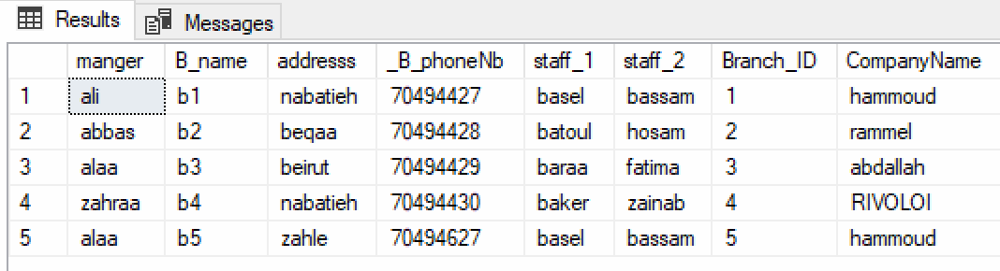 Results Messages
manger B_name addresss _B_phoneNb staff_1 staff_2 Branch_ID CompanyName
1 ali b1 nabatieh 70494427 basel bassam 1 hammoud
2 abbas b2 beqaa 70494428 batoul hosam 2 rammel
3 alaa b3 beirut 70494429 baraa fatima 3 abdallah
4 zahraa b4 nabatieh 70494430 baker zainab 4 RIVOLOI
5 alaa b5 zahle 70494627 basel bassam 5 hammoud